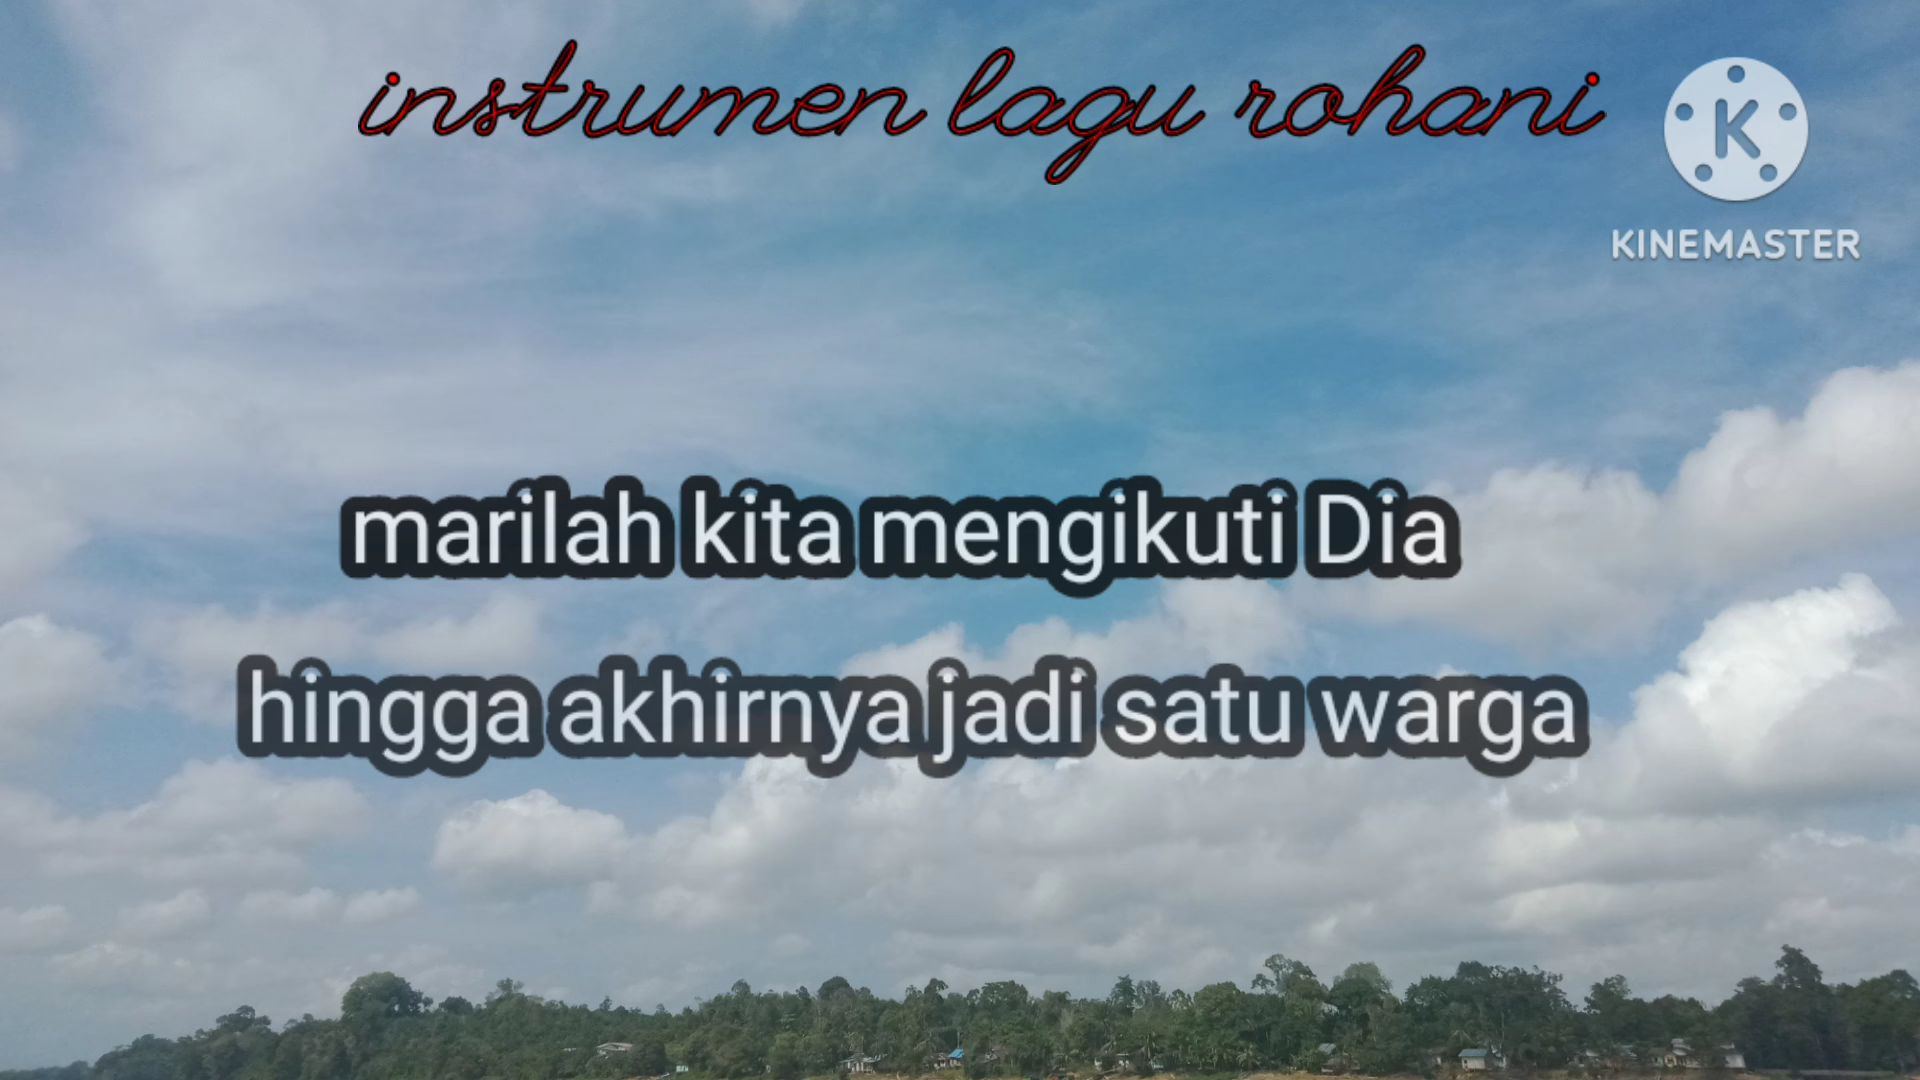 instrumen lagu rohani
K
KINEMASTER
marilah kita mengikuti Dia
hingga akhirnya jadi satu warga